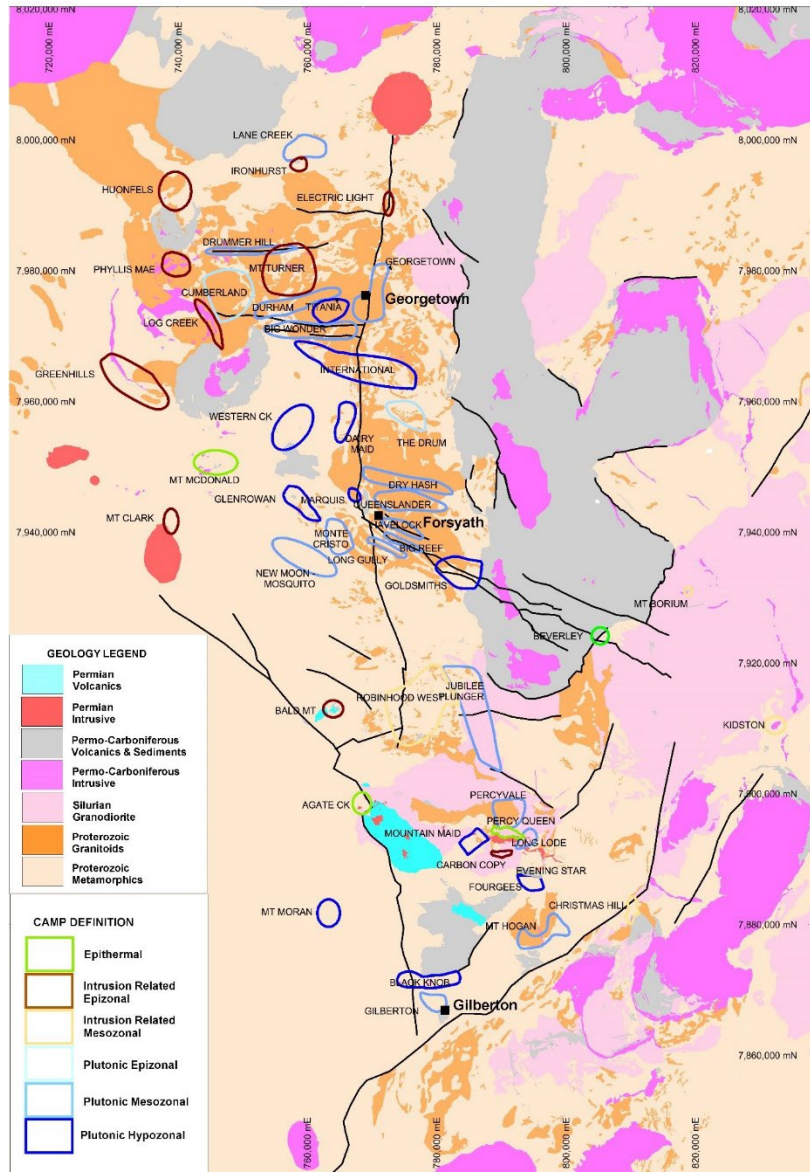 8,020,000 mN
8,020,000 mN
720,000 mE
740,000 mE
760,000 mE
780,000 mE
800,000 mE
820,000 mE
8,000,000 mN
8,000,000 mN
LANE CREEK
IRONHURST
HUONFELS
ELECTRIC LIGHT
DRUMMER HILL
PHYLLIS MAE
MT TURNER
GEORGETOWN
7,980,000 mN
7,980,000 mN
CUMBERLAND
DURHAM
TITANIA
Georgetown
LOG CREEK
BIG WONDER
GREENHILLS
INTERNATIONAL
7,960,000 mN
7,960,000 mN
WESTERN CK
DAIRY
MAID
THE DRUM
MT MCDONALD
DRY HASH
GLENROWAN
MARQUIS
QUEENSLANDER
MT CLARK
HAVELOCK
Forsyath
7,940,000 mN
7,940,000 mN
MONTE
CRISTO
BIG REEF
LONG GULLY
NEW MOON -
MOSQUITO
GOLDSMITHS
MT BORIUM
BEVERLEY
GEOLOGY LEGEND
Permian
Volcanics
Permian
Intrusive
Permo-Carboniferous
Volcanics & Sediments
Permo-Carboniferous
Intrusive
Silurian
Granodiorite
Proterozoic
Granitoids
Proterozoic
Metamorphics
7,920,000 mN
JUBILEE
PLUNGER
ROBINHOOD WEST
BALD MT
KIDSTON
7,900,000 mN
AGATE CK
PERCYVALE
PERCY QUEEN
MOUNTAIN MAID
LONG LODE
CARBON COPY
EVENING STAR
FOURGEES
CHRISTMAS HILL
MT MORAN
MT HOGAN
7,880,000 mN
BLACK KNOB
GILBERTON
Gilberton
7,860,000 mN
CAMP DEFINITION
Epithermal
Intrusion Related
Epizonal
Intrusion Related
Mesozonal
Plutonic Epizonal
Plutonic Mesozonal
Plutonic Hypozonal
760,000 mE
780,000 mE
800,000 mE
820,000 mE